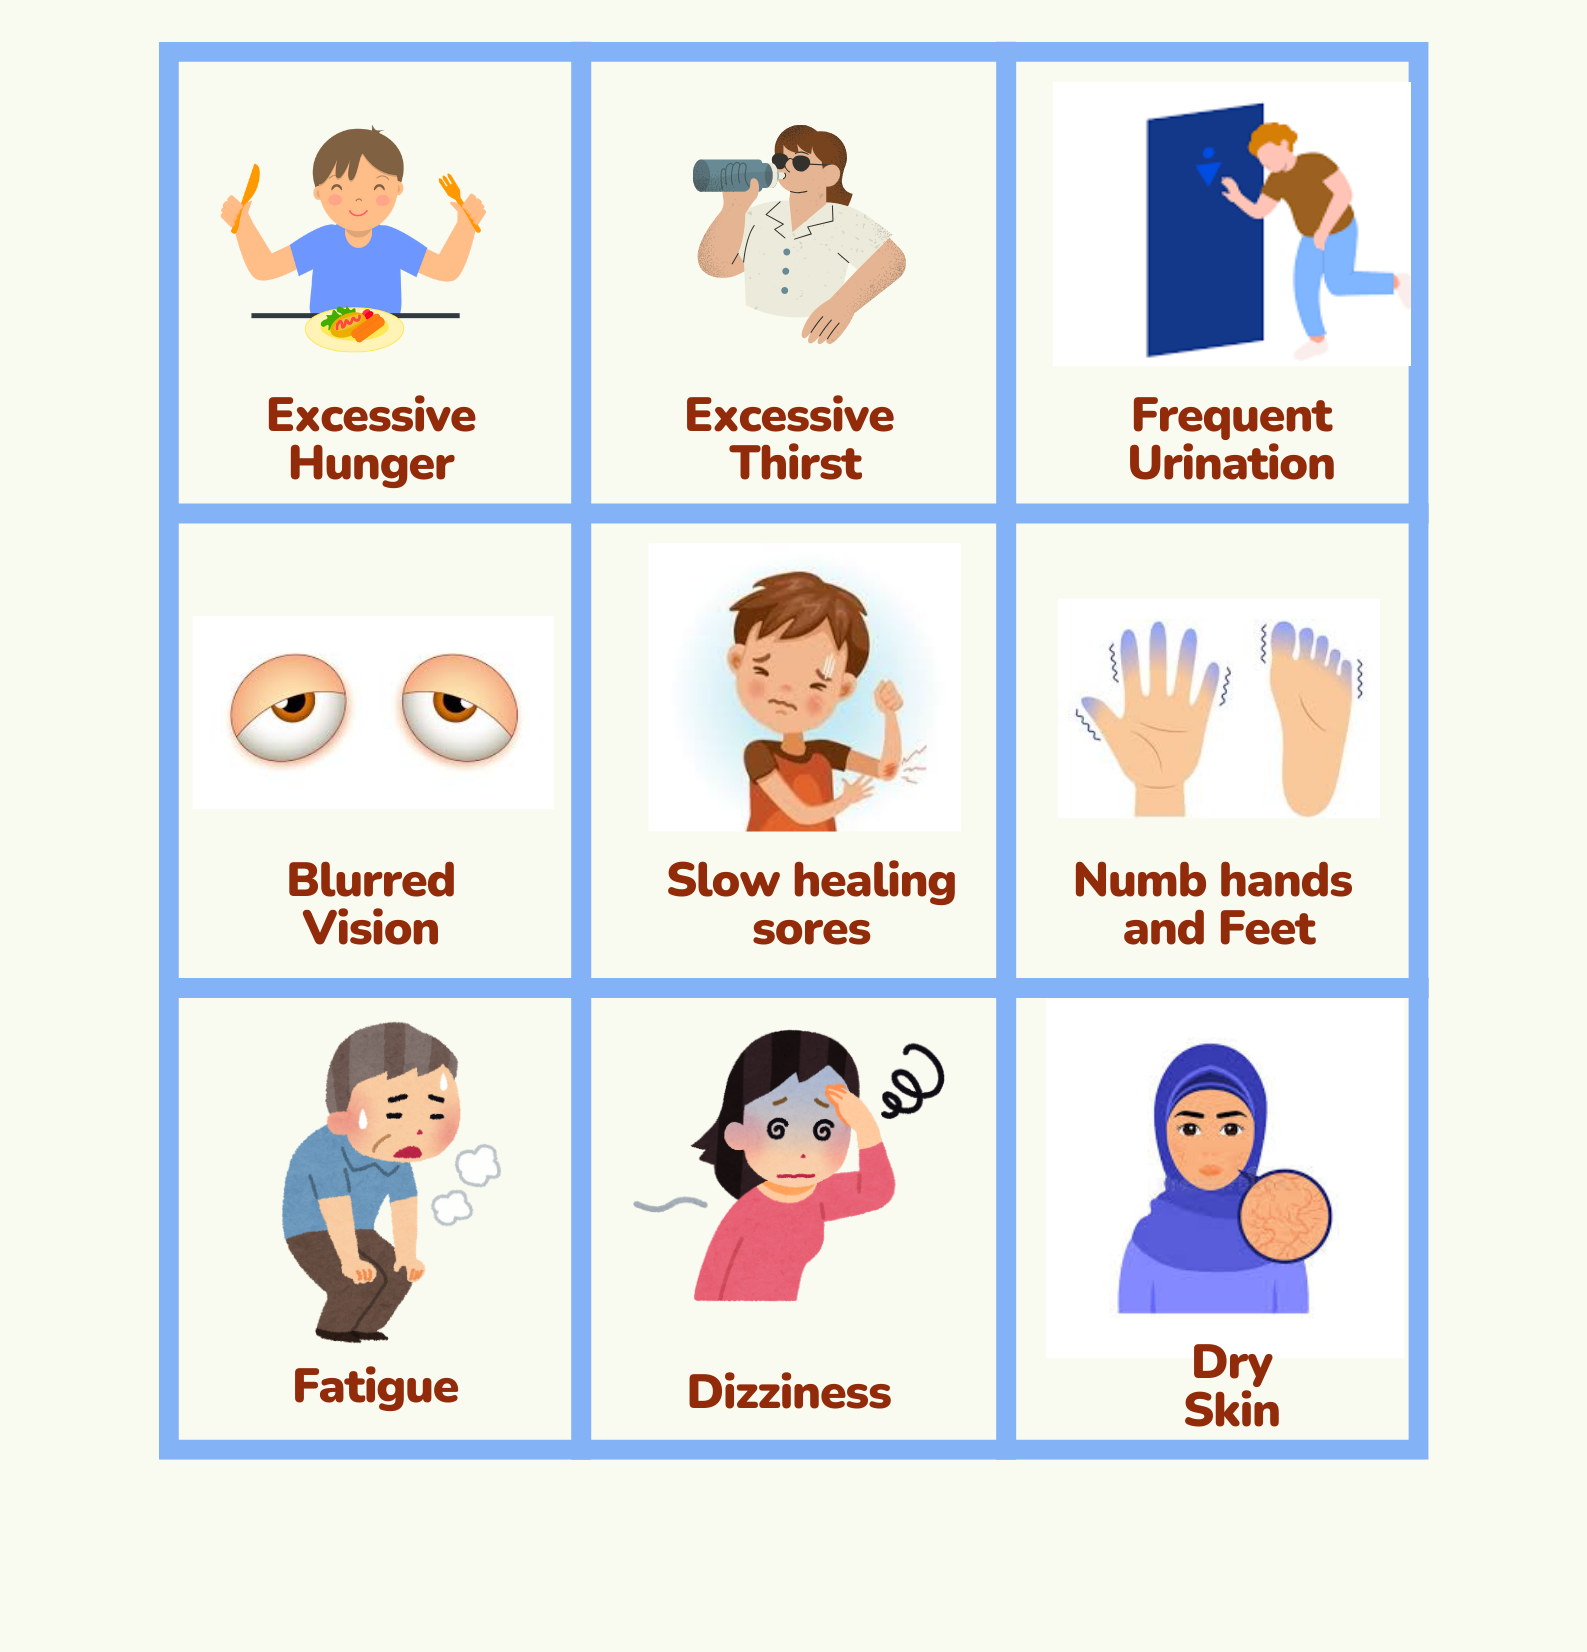 Excessive
Hunger
Excessive
Thirst
Frequent
Urination
Blurred
Vision
Slow healing
sores
Numb hands
and Feet
Fatigue
Dizziness
Dry
Skin